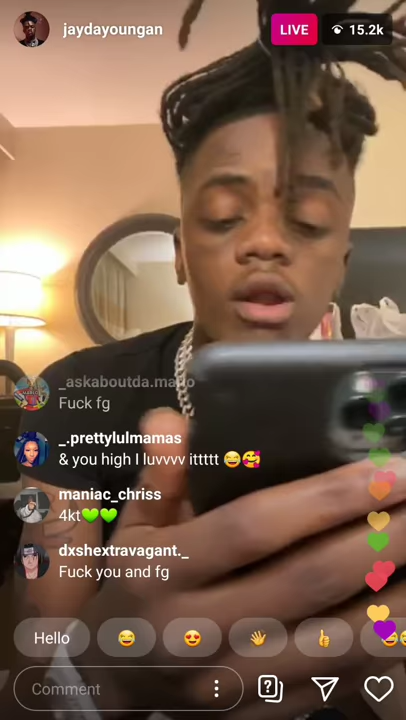 jaydayoungan
LIVE
15.2k
Fuck fg
_.prettylulmamas
& you high I luvvvv itttttt 😂🥰
maniac_chriss
4kt💚💚
dxshextravagant._
Fuck you and fg
Hello
Comment